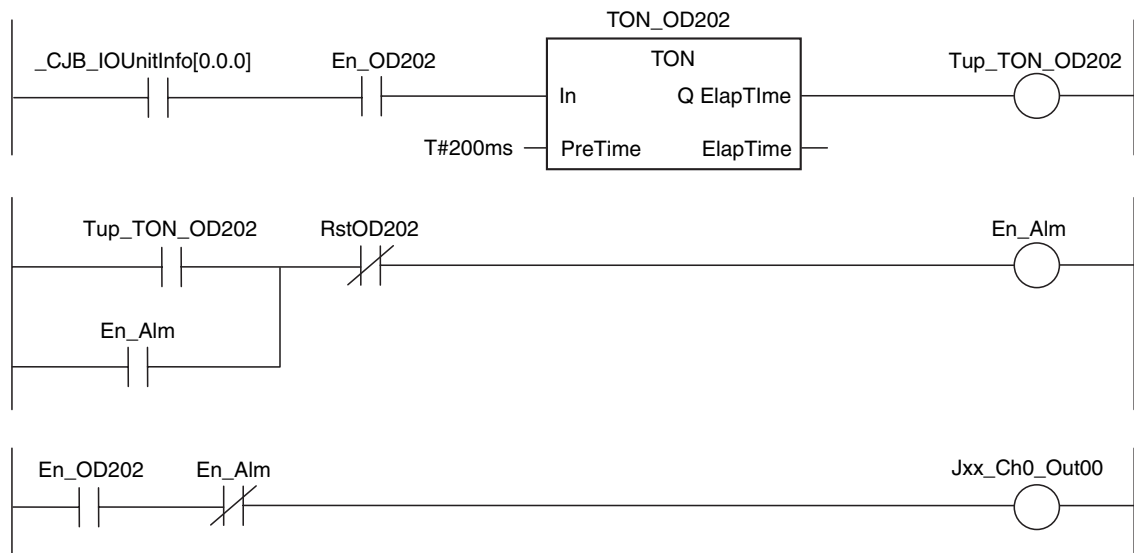 TON_OD202
_CJB_IOUnitInfo[0.0.0] En_OD202 TON Tup_TON_OD202
In Q ElapTIme
T#200ms PreTime ElapTime
Tup_TON_OD202 RstOD202 En_Alm
En_Alm
En_OD202 En_Alm Jxx_Ch0_Out00